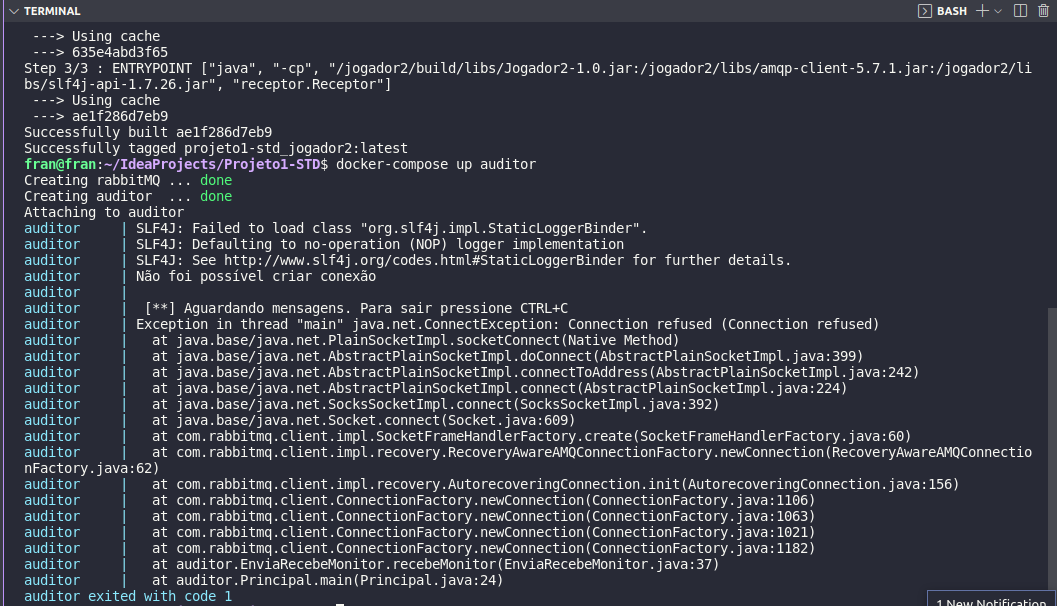 TERMINAL
BASH
---> Using cache
---> 635e4abd3f65
Step 3/3 : ENTRYPOINT ["java", "-cp", "/jogador2/build/libs/Jogador2-1.0.jar:/jogador2/libs/amqp-client-5.7.1.jar:/jogador2/li
bs/slf4j-api-1.7.26.jar", "receptor.Receptor"]
---> Using cache
---> ae1f286d7eb9
Successfully built ae1f286d7eb9
Successfully tagged projeto1-std_jogador2:latest
fran@fran:~/IdeaProjects/Projeto1-STD$ docker-compose up auditor
Creating rabbitMQ ... done
Creating auditor  ... done
Attaching to auditor
auditor     | SLF4J: Failed to load class "org.slf4j.impl.StaticLoggerBinder".
auditor     | SLF4J: Defaulting to no-operation (NOP) logger implementation
auditor     | SLF4J: See http://www.slf4j.org/codes.html#StaticLoggerBinder for further details.
auditor     | Não foi possível criar conexão
auditor     |
auditor     |  [**] Aguardando mensagens. Para sair pressione CTRL+C
auditor     | Exception in thread "main" java.net.ConnectException: Connection refused (Connection refused)
auditor     |   at java.base/java.net.PlainSocketImpl.socketConnect(Native Method)
auditor     |   at java.base/java.net.AbstractPlainSocketImpl.doConnect(AbstractPlainSocketImpl.java:399)
auditor     |   at java.base/java.net.AbstractPlainSocketImpl.connectToAddress(AbstractPlainSocketImpl.java:242)
auditor     |   at java.base/java.net.AbstractPlainSocketImpl.connect(AbstractPlainSocketImpl.java:224)
auditor     |   at java.base/java.net.SocksSocketImpl.connect(SocksSocketImpl.java:392)
auditor     |   at java.base/java.net.Socket.connect(Socket.java:609)
auditor     |   at com.rabbitmq.client.impl.SocketFrameHandlerFactory.create(SocketFrameHandlerFactory.java:60)
auditor     |   at com.rabbitmq.client.impl.recovery.RecoveryAwareAMQConnectionFactory.newConnection(RecoveryAwareAMQConnectio
nFactory.java:62)
auditor     |   at com.rabbitmq.client.impl.recovery.AutorecoveringConnection.init(AutorecoveringConnection.java:156)
auditor     |   at com.rabbitmq.client.ConnectionFactory.newConnection(ConnectionFactory.java:1106)
auditor     |   at com.rabbitmq.client.ConnectionFactory.newConnection(ConnectionFactory.java:1063)
auditor     |   at com.rabbitmq.client.ConnectionFactory.newConnection(ConnectionFactory.java:1021)
auditor     |   at com.rabbitmq.client.ConnectionFactory.newConnection(ConnectionFactory.java:1182)
auditor     |   at auditor.EnviaRecebeMonitor.recebeMonitor(EnviaRecebeMonitor.java:37)
auditor     |   at auditor.Principal.main(Principal.java:24)
auditor exited with code 1
1 New Notification